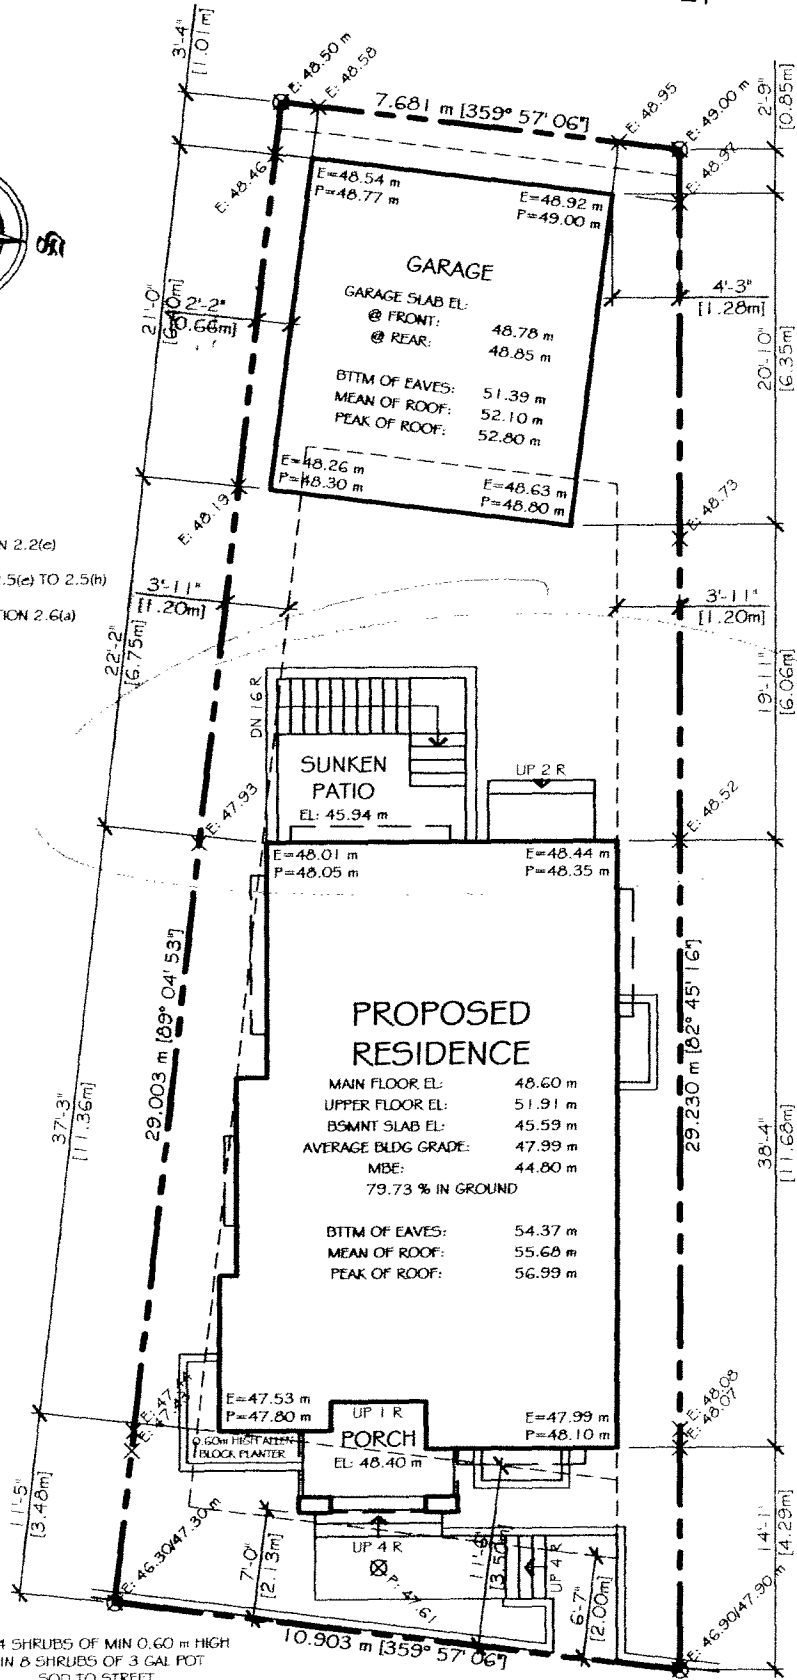 3'-4"
[1.01E]
E: 48.50 m
E: 48.58
7.681 m [359° 57' 06"]
E: 48.95
E: 49.00 m
E: 48.97
2'-9"
[0.85m]
E: 48.46
E=48.54 m
P=48.77 m
E=48.92 m
P=49.00 m
GARAGE
GARAGE SLAB EL:
@ FRONT: 48.78 m
@ REAR: 48.85 m
BTTM OF EAVES: 51.39 m
MEAN OF ROOF: 52.10 m
PEAK OF ROOF: 52.80 m
21'-0"
[6.40m]
2'-2"
[0.66m]
4'-3"
[1.28m]
20'-10"
[6.35m]
E=48.26 m
P=48.30 m
E=48.63 m
P=48.80 m
E: 48.19
E: 48.73
N 2.2(e)
.5(e) TO 2.5(h)
TION 2.6(a)
3'-11"
[1.20m]
3'-11"
[1.20m]
22'-2"
[6.75m]
19'-11"
[6.06m]
DN 16 R
SUNKEN
PATIO
EL: 45.94 m
UP 2 R
E: 47.93
E: 48.52
E=48.01 m
P=48.05 m
E=48.44 m
P=48.35 m
29.003 m [89° 04' 53"]
29.230 m [82° 45' 16"]
PROPOSED
RESIDENCE
MAIN FLOOR EL: 48.60 m
UPPER FLOOR EL: 51.91 m
BSMNT SLAB EL: 45.59 m
AVERAGE BLDG GRADE: 47.99 m
MBE: 44.80 m
79.73 % IN GROUND
BTTM OF EAVES: 54.37 m
MEAN OF ROOF: 55.68 m
PEAK OF ROOF: 56.99 m
37'-3"
[11.36m]
38'-4"
[11.68m]
E=47.53 m
P=47.80 m
E=47.99 m
P=48.10 m
E: 48.08
E: 48.07
UP 1 R
PORCH
EL: 48.40 m
0.60m HIGH ALLEN
BLOCK PLANTER
11'-5"
[3.48m]
E: 46.30/47.30 m
7'-0"
[2.13m]
UP 4 R
P: 47.61
[3.50m]
UP 4 R
6'-7"
[2.00m]
14'-1"
[4.29m]
E: 46.90/47.90 m
10.903 m [359° 57' 06"]
4 SHRUBS OF MIN 0.60 m HIGH
IN 8 SHRUBS OF 3 GAL POT
SOD TO STREET